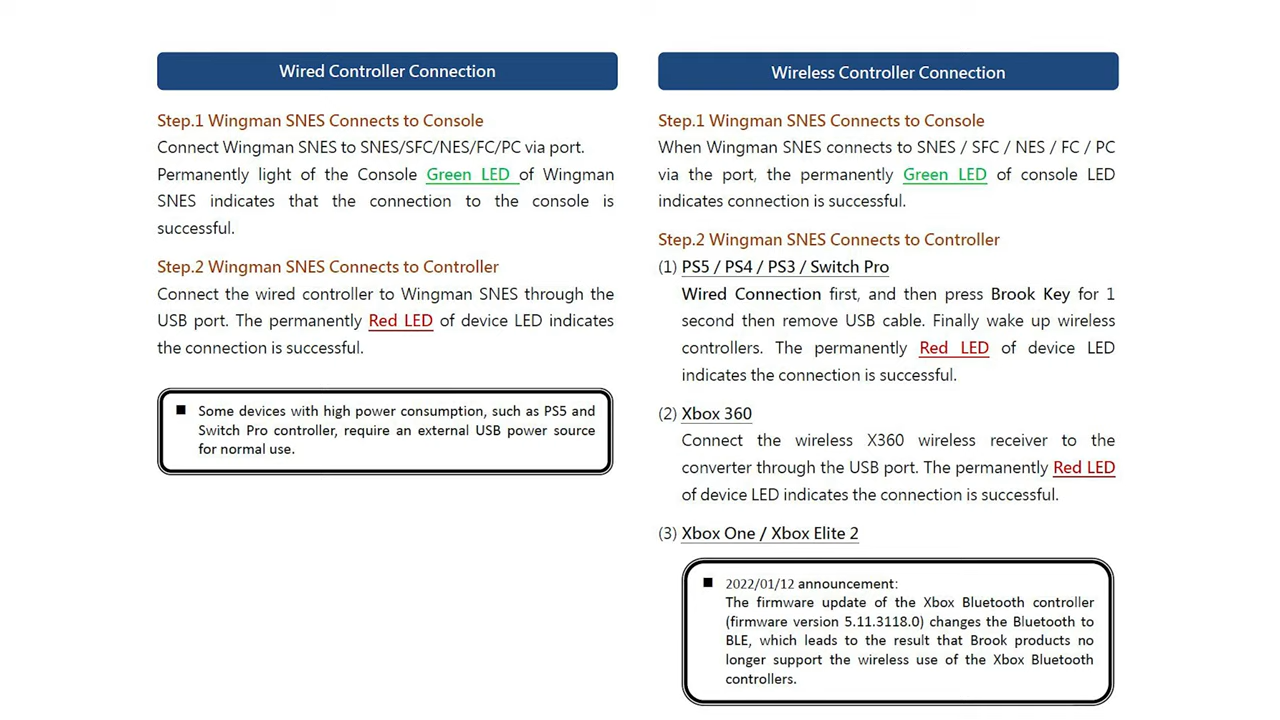 Wired Controller Connection
Step.1 Wingman SNES Connects to Console
Connect Wingman SNES to SNES/SFC/NES/FC/PC via port.
Permanently light of the Console Green LED of Wingman
SNES indicates that the connection to the console is
successful.
Step.2 Wingman SNES Connects to Controller
Connect the wired controller to Wingman SNES through the
USB port. The permanently Red LED of device LED indicates
the connection is successful.
■ Some devices with high power consumption, such as PS5 and
Switch Pro controller, require an external USB power source
for normal use.
Wireless Controller Connection
Step.1 Wingman SNES Connects to Console
When Wingman SNES connects to SNES / SFC / NES / FC / PC
via the port, the permanently Green LED of console LED
indicates connection is successful.
Step.2 Wingman SNES Connects to Controller
(1) PS5 / PS4 / PS3 / Switch Pro
Wired Connection first, and then press Brook Key for 1
second then remove USB cable. Finally wake up wireless
controllers. The permanently Red LED of device LED
indicates the connection is successful.
(2) Xbox 360
Connect the wireless X360 wireless receiver to the
converter through the USB port. The permanently Red LED
of device LED indicates the connection is successful.
(3) Xbox One / Xbox Elite 2
■ 2022/01/12 announcement:
The firmware update of the Xbox Bluetooth controller
(firmware version 5.11.3118.0) changes the Bluetooth to
BLE, which leads to the result that Brook products no
longer support the wireless use of the Xbox Bluetooth
controllers.